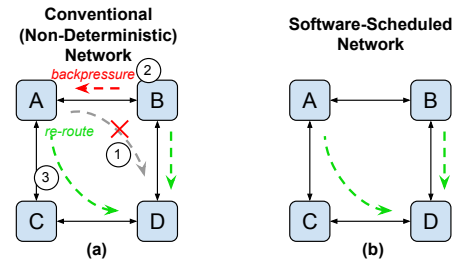 Conventional
(Non-Deterministic)
Network
backpressure
2
A
B
re-route
1
3
C
D
(a)
Software-Scheduled
Network
A
B
C
D
(b)